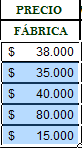 PRECIO
FÁBRICA
$ 38.000
$ 35.000
$ 40.000
$ 80.000
$ 15.000